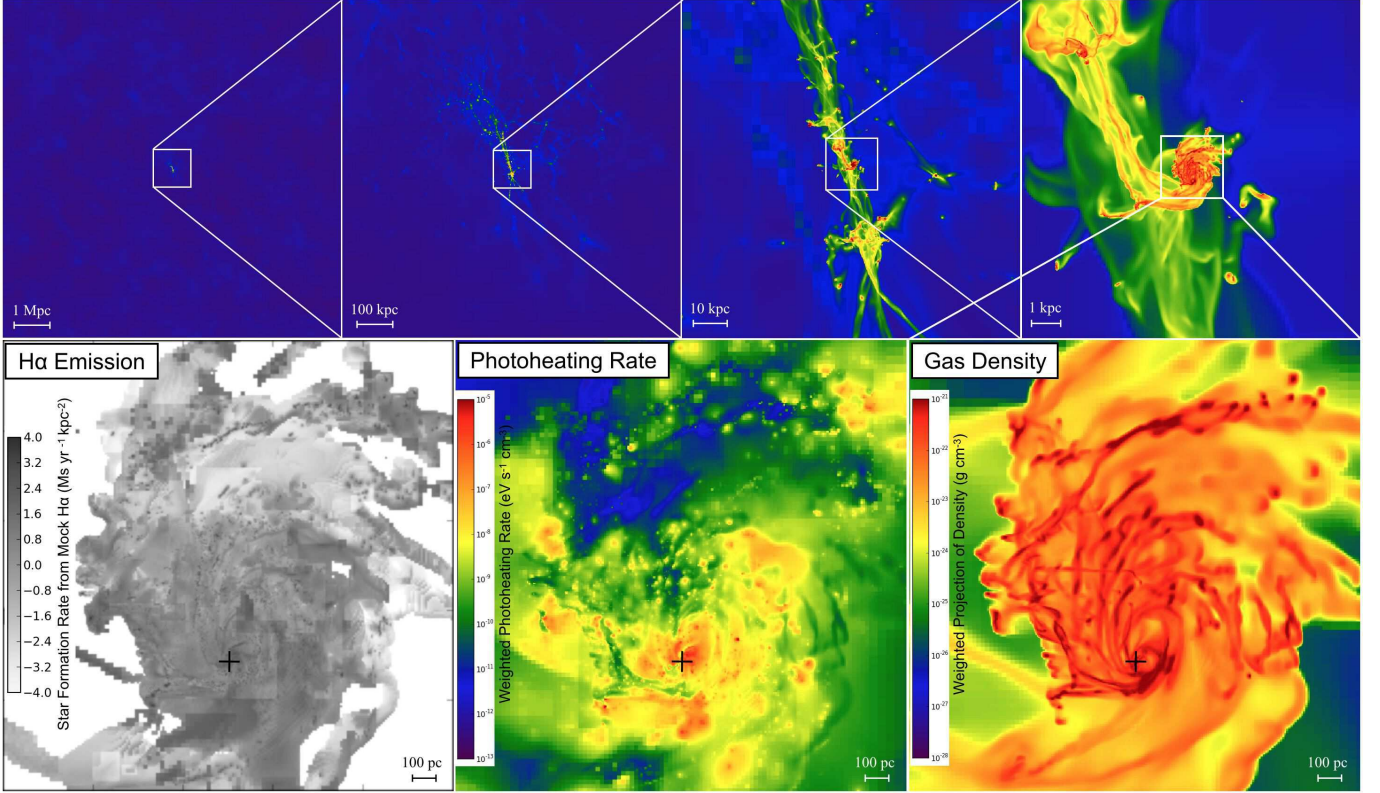 1 Mpc
100 kpc
10 kpc
1 kpc
Hα Emission
Star Formation Rate from Mock Hα (Ms yr -1 kpc-2)
4.0
3.2
2.4
1.6
0.8
0.0
−1.6
−0.8
−2.4
−3.2
−4.0
100 pc
Photoheating Rate
Weighted Photoheating Rate (eV s-1 cm-3)
10-5
10-6
10-7
10-8
10-9
10-10
10-11
10-12
10-13
100 pc
Gas Density
Weighted Projection of Density (g cm-3)
10-21
10-22
10-23
10-24
10-25
10-26
10-27
10-28
100 pc